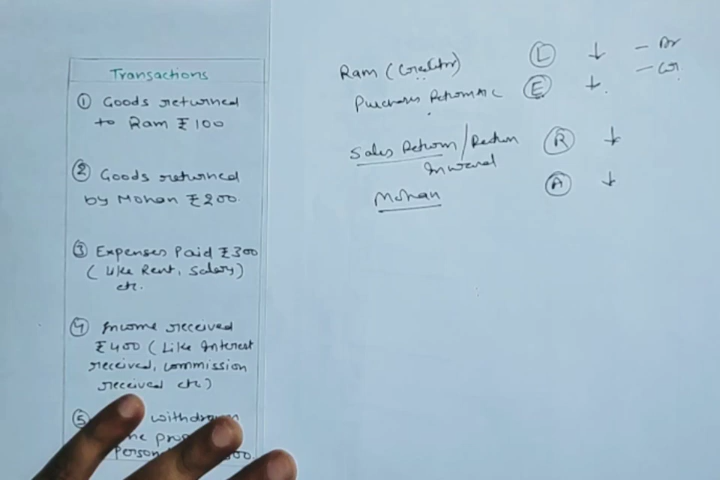 Transactions
① Goods returned
to Ram ₹100
② Goods returned
by Mohan ₹200.
③ Expenses Paid ₹300
(Like Rent, Salary)
etc.
④ Income received
₹400 (Like Interest
received, commission
received etc)
⑤ withdrawn
Personal
Ram (Creditor) Ⓛ ↓ - Dr
Purchases Return A/c Ⓔ ↓ - Cr
Sales Return / Return Ⓡ ↓
Inward
Mohan Ⓐ ↓